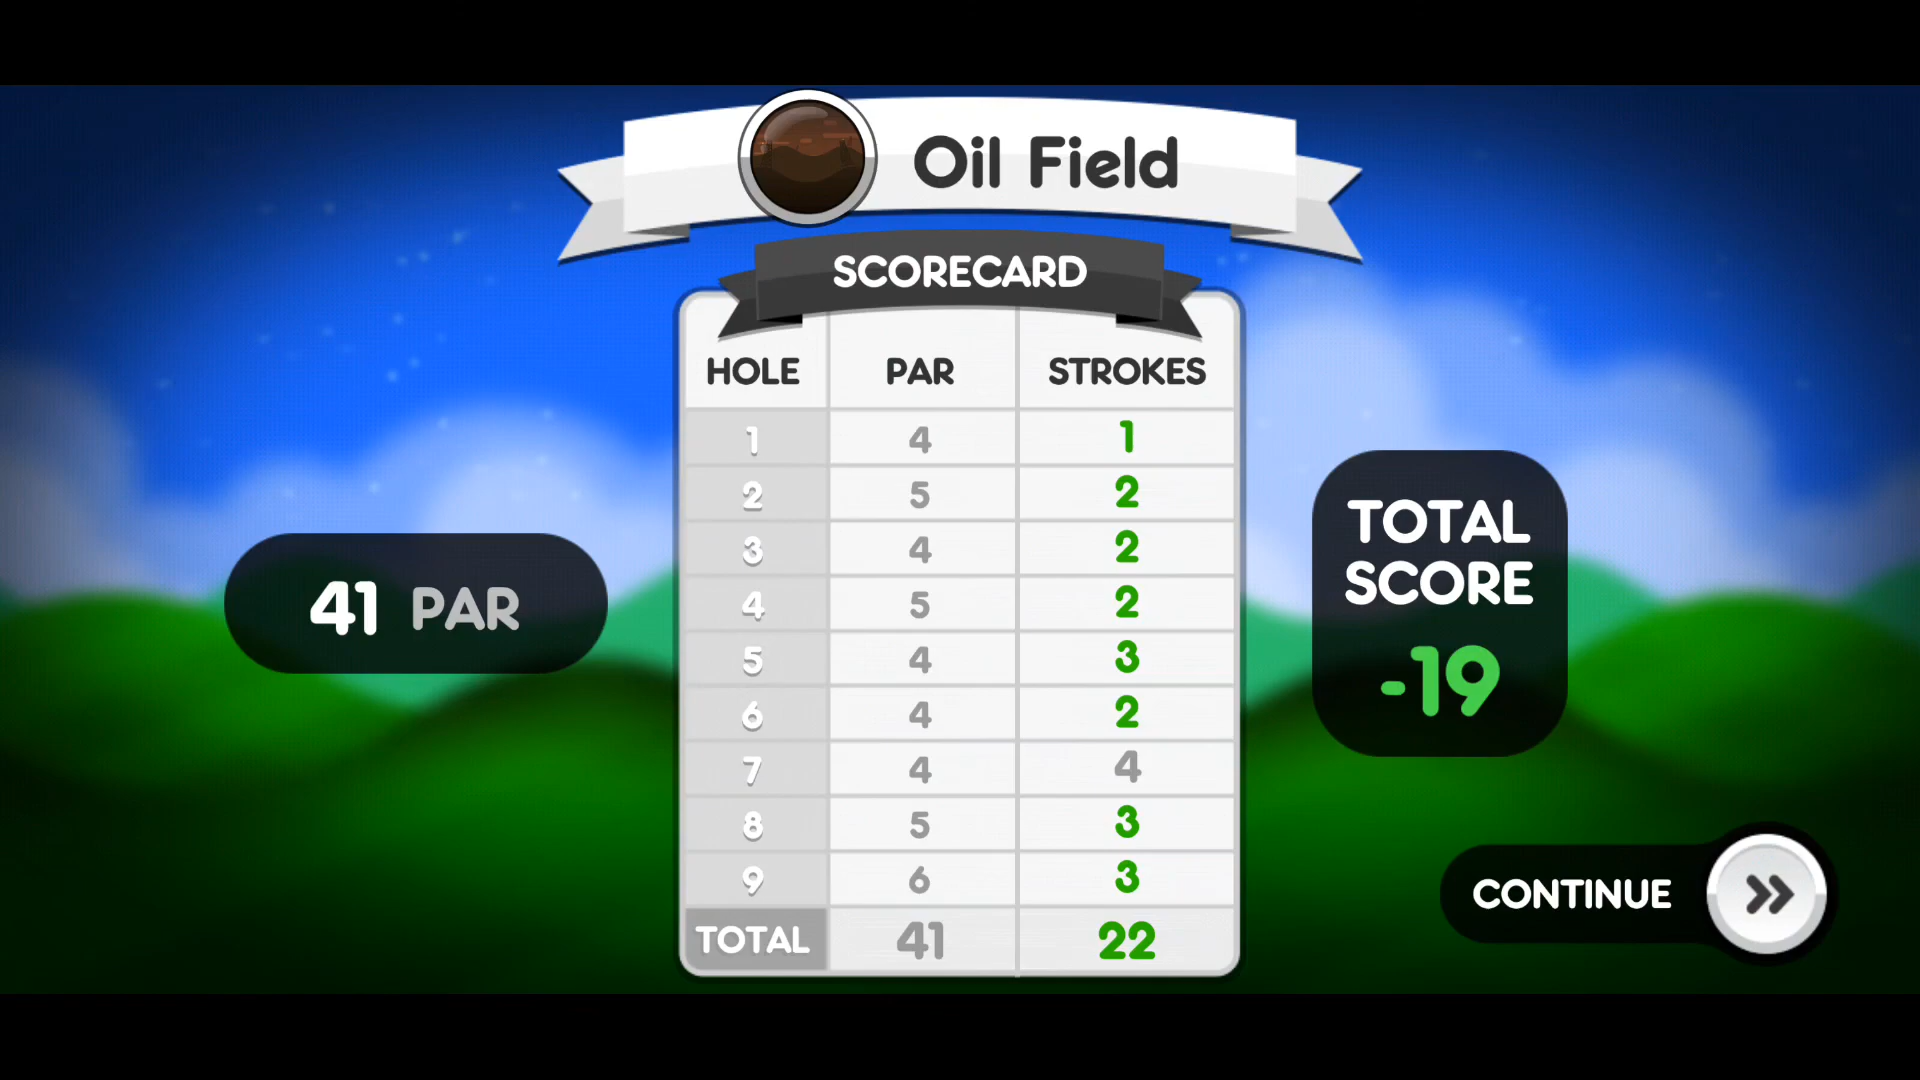 Oil Field
SCORECARD
HOLE PAR STROKES
1 4 1
2 5 2
3 4 2
4 5 2
5 4 3
6 4 2
7 4 4
8 5 3
9 6 3
TOTAL 41 22
41 PAR
TOTAL
SCORE
-19
CONTINUE